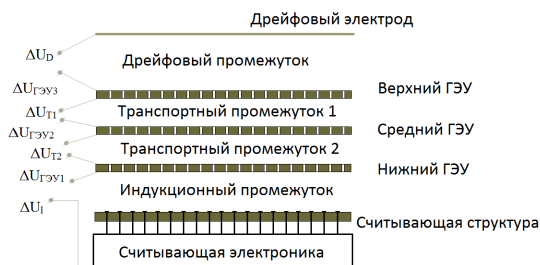 Дрейфовый электрод
ΔU_D
Дрейфовый промежуток
ΔU_ГЭУ3
Верхний ГЭУ
ΔU_T1
Транспортный промежуток 1
ΔU_ГЭУ2
Средний ГЭУ
ΔU_T2
Транспортный промежуток 2
ΔU_ГЭУ1
Нижний ГЭУ
Индукционный промежуток
ΔU_I
Считывающая структура
Считывающая электроника